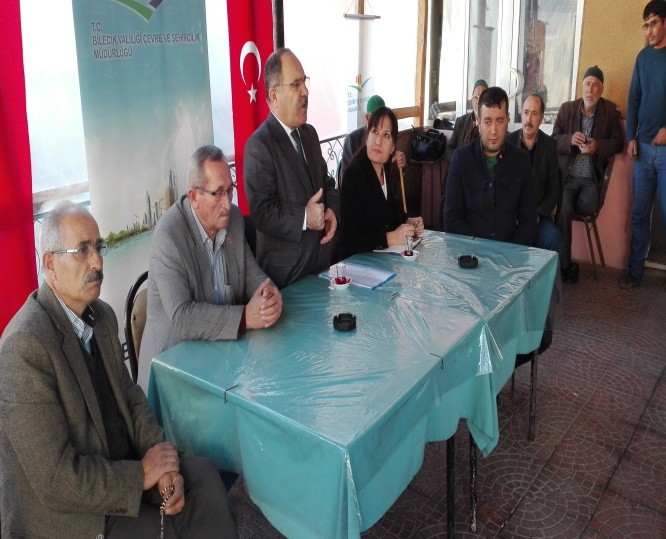 T.C.
BİLECİK VALİLİĞİ ÇEVRE VE ŞEHİRCİLİK
MÜDÜRLÜĞÜ
T.C.